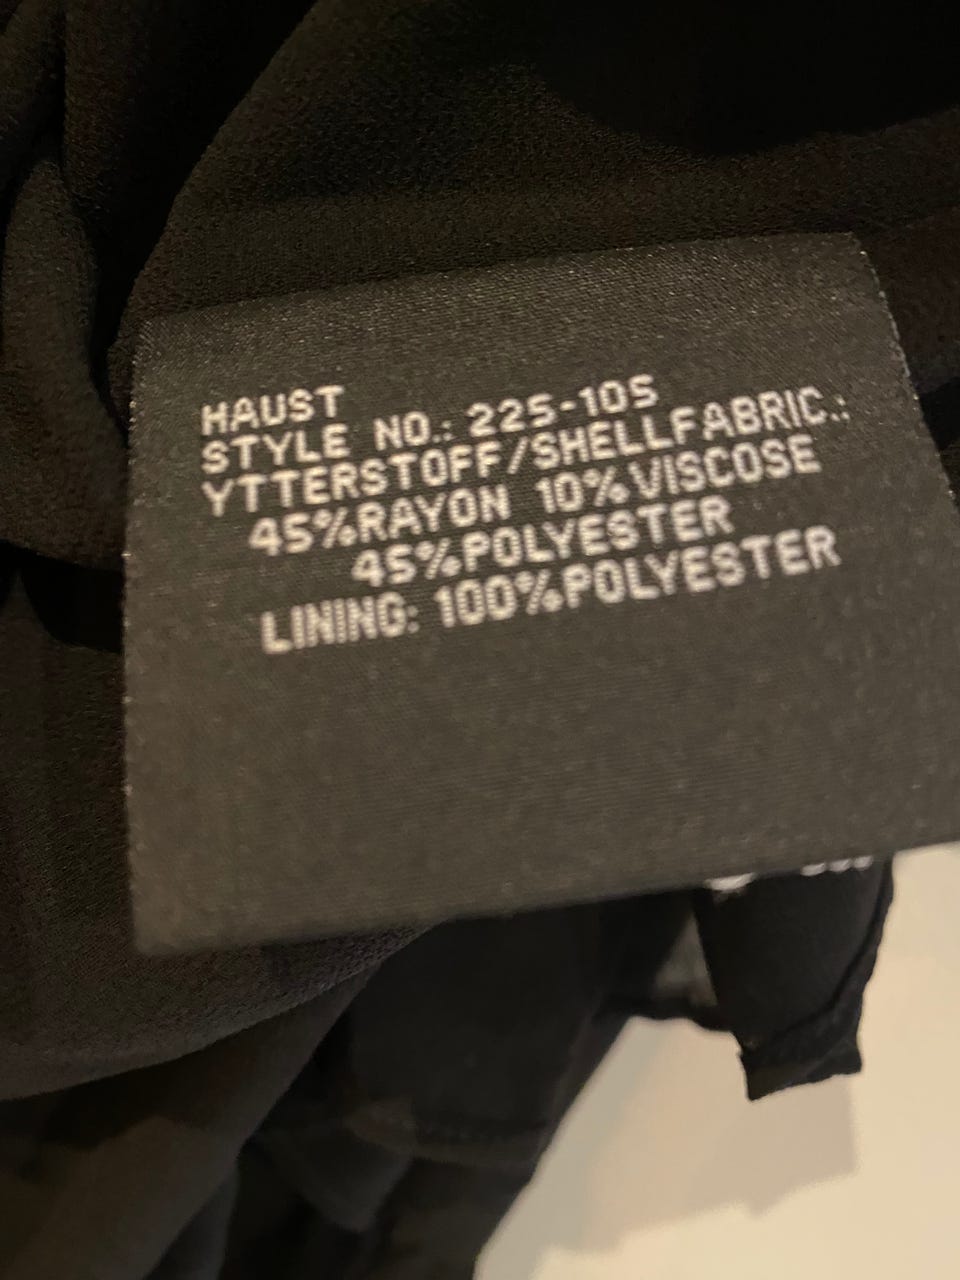 HAUST
STYLE NO.: 225-105
YTTERSTOFF/SHELLFABRIC.:
45%RAYON 10%VISCOSE
45%POLYESTER
LINING: 100%POLYESTER